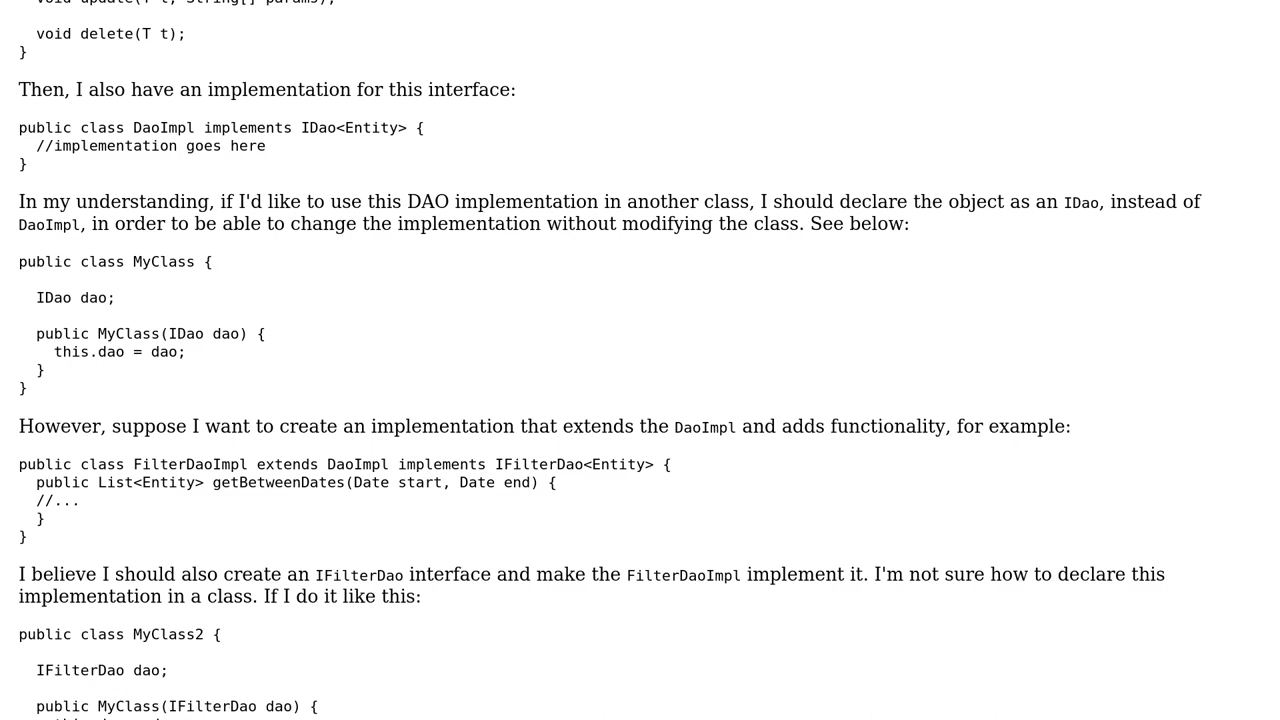 void update(T t, String[] params);
void delete(T t);
}
Then, I also have an implementation for this interface:
public class DaoImpl implements IDao<Entity> {
//implementation goes here
}
In my understanding, if I'd like to use this DAO implementation in another class, I should declare the object as an IDao, instead of
DaoImpl, in order to be able to change the implementation without modifying the class. See below:
public class MyClass {
IDao dao;
public MyClass(IDao dao) {
this.dao = dao;
}
}
However, suppose I want to create an implementation that extends the DaoImpl and adds functionality, for example:
public class FilterDaoImpl extends DaoImpl implements IFilterDao<Entity> {
public List<Entity> getBetweenDates(Date start, Date end) {
//...
}
}
I believe I should also create an IFilterDao interface and make the FilterDaoImpl implement it. I'm not sure how to declare this
implementation in a class. If I do it like this:
public class MyClass2 {
IFilterDao dao;
public MyClass(IFilterDao dao) {